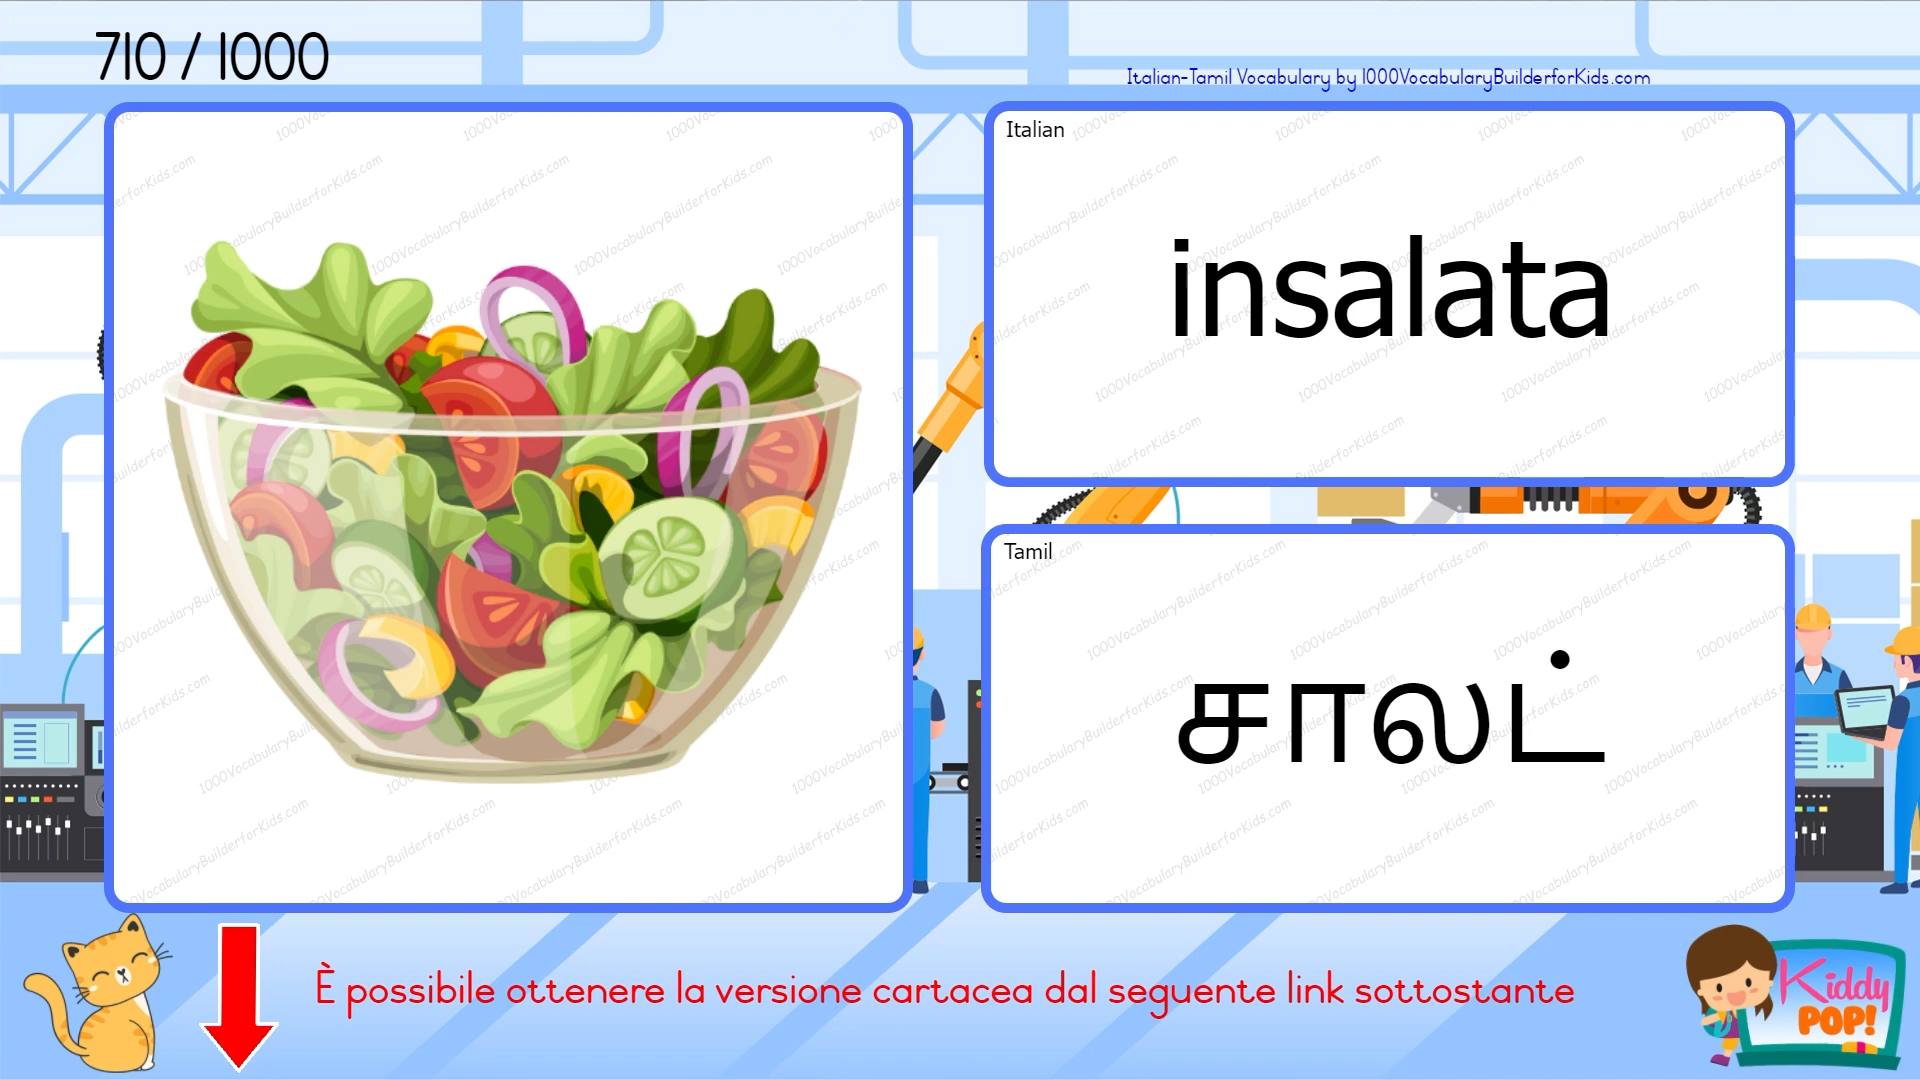 710 / 1000
Italian-Tamil Vocabulary by 1000VocabularyBuilderforKids.com
Italian
insalata
Tamil
சாலட்
È possibile ottenere la versione cartacea dal seguente link sottostante
Kiddy
POP!